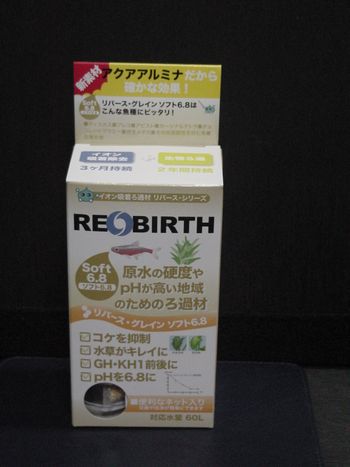 新素材
アクアアルミナだから
確かな効果！
Soft
6.8
リバース・グレイン ソフト6.8は
こんな魚種にピッタリ！
イオン
吸着除去
3ヶ月持続
生物ろ過
2年間持続
イオン吸着ろ過材 リバース・シリーズ
REBIRTH
Soft
6.8
ソフト6.8
原水の硬度や
pHが高い地域
のためのろ過材
リバース・グレイン ソフト6.8
コケを抑制
水草がキレイに
GH・KH1前後に
pHを6.8に
便利なネット入り
対応水量 60L